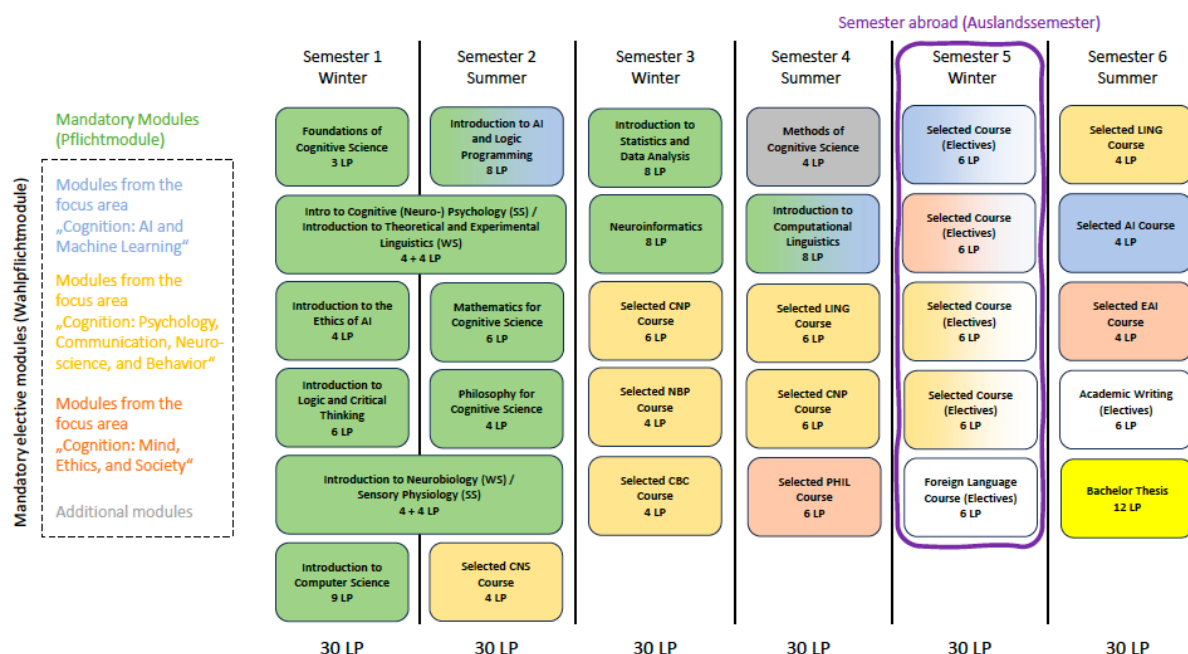 Semester abroad (Auslandssemester)
Semester 1
Winter
Semester 2
Summer
Semester 3
Winter
Semester 4
Summer
Semester 5
Winter
Semester 6
Summer
Mandatory elective modules (Wahlpflichtmodule)
Mandatory Modules
(Pflichtmodule)
Modules from the
focus area
„Cognition: AI and
Machine Learning“
Modules from the
focus area
„Cognition: Psychology,
Communication, Neuro-
science, and Behavior“
Modules from the
focus area
„Cognition: Mind,
Ethics, and Society“
Additional modules
Foundations of
Cognitive Science
3 LP
Introduction to AI
and Logic
Programming
8 LP
Introduction to
Statistics and
Data Analysis
8 LP
Methods of
Cognitive Science
4 LP
Selected Course
(Electives)
6 LP
Selected LING
Course
4 LP
Intro to Cognitive (Neuro-) Psychology (SS) /
Introduction to Theoretical and Experimental
Linguistics (WS)
4 + 4 LP
Neuroinformatics
8 LP
Introduction to
Computational
Linguistics
8 LP
Selected Course
(Electives)
6 LP
Selected AI Course
4 LP
Introduction to the
Ethics of AI
4 LP
Mathematics for
Cognitive Science
6 LP
Selected CNP
Course
6 LP
Selected LING
Course
6 LP
Selected Course
(Electives)
6 LP
Selected EAI
Course
4 LP
Introduction to
Logic and Critical
Thinking
6 LP
Philosophy for
Cognitive Science
4 LP
Selected NBP
Course
4 LP
Selected CNP
Course
6 LP
Selected Course
(Electives)
6 LP
Academic Writing
(Electives)
6 LP
Introduction to Neurobiology (WS) /
Sensory Physiology (SS)
4 + 4 LP
Selected CBC
Course
4 LP
Selected PHIL
Course
6 LP
Foreign Language
Course (Electives)
6 LP
Bachelor Thesis
12 LP
Introduction to
Computer Science
9 LP
Selected CNS
Course
4 LP
30 LP
30 LP
30 LP
30 LP
30 LP
30 LP